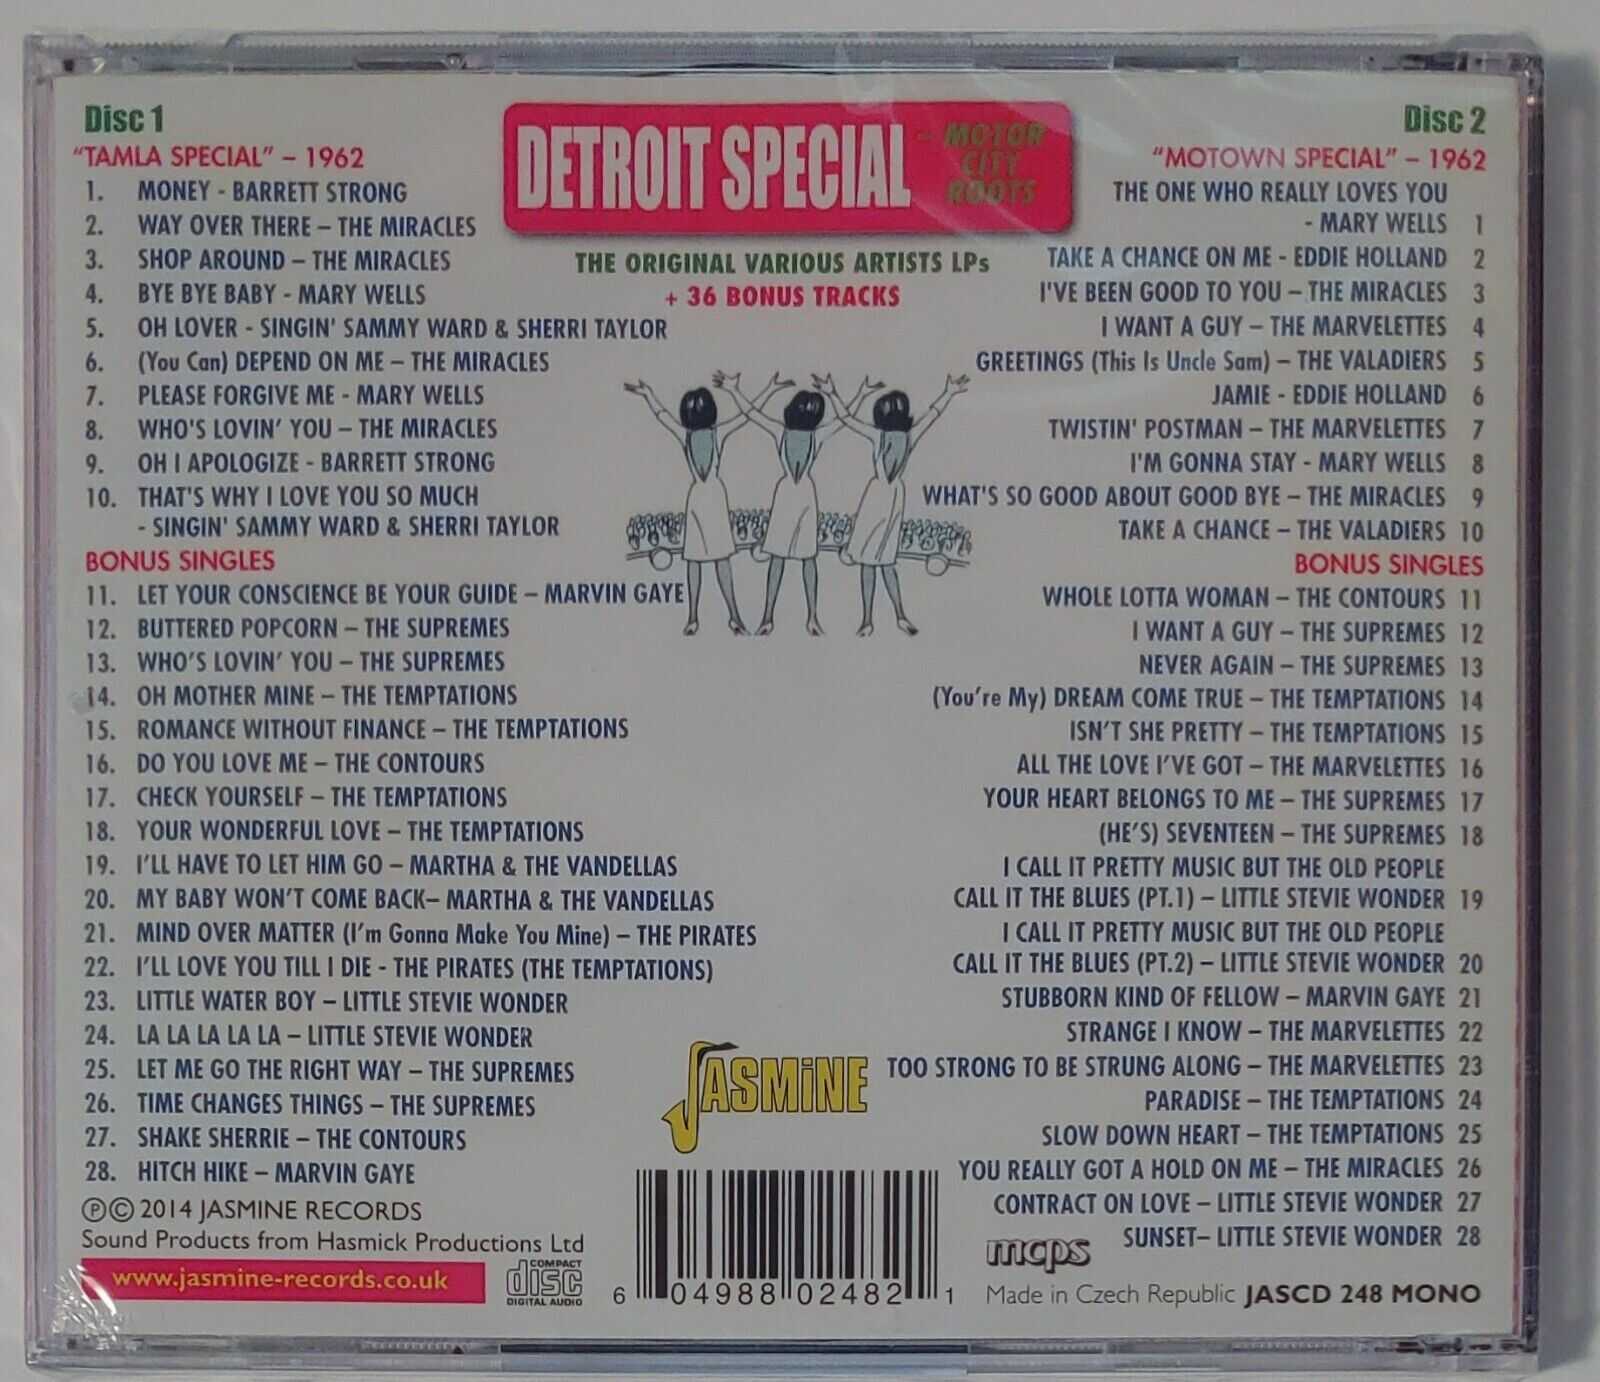 Disc 1
"TAMLA SPECIAL" – 1962
1. MONEY - BARRETT STRONG
2. WAY OVER THERE – THE MIRACLES
3. SHOP AROUND – THE MIRACLES
4. BYE BYE BABY - MARY WELLS
5. OH LOVER - SINGIN' SAMMY WARD & SHERRI TAYLOR
6. (You Can) DEPEND ON ME – THE MIRACLES
7. PLEASE FORGIVE ME - MARY WELLS
8. WHO'S LOVIN' YOU – THE MIRACLES
9. OH I APOLOGIZE - BARRETT STRONG
10. THAT'S WHY I LOVE YOU SO MUCH
- SINGIN' SAMMY WARD & SHERRI TAYLOR
BONUS SINGLES
11. LET YOUR CONSCIENCE BE YOUR GUIDE – MARVIN GAYE
12. BUTTERED POPCORN – THE SUPREMES
13. WHO'S LOVIN' YOU – THE SUPREMES
14. OH MOTHER MINE – THE TEMPTATIONS
15. ROMANCE WITHOUT FINANCE – THE TEMPTATIONS
16. DO YOU LOVE ME – THE CONTOURS
17. CHECK YOURSELF – THE TEMPTATIONS
18. YOUR WONDERFUL LOVE – THE TEMPTATIONS
19. I'LL HAVE TO LET HIM GO – MARTHA & THE VANDELLAS
20. MY BABY WON'T COME BACK– MARTHA & THE VANDELLAS
21. MIND OVER MATTER (I'm Gonna Make You Mine) – THE PIRATES
22. I'LL LOVE YOU TILL I DIE - THE PIRATES (THE TEMPTATIONS)
23. LITTLE WATER BOY – LITTLE STEVIE WONDER
24. LA LA LA LA LA – LITTLE STEVIE WONDER
25. LET ME GO THE RIGHT WAY – THE SUPREMES
26. TIME CHANGES THINGS – THE SUPREMES
27. SHAKE SHERRIE – THE CONTOURS
28. HITCH HIKE – MARVIN GAYE
℗© 2014 JASMINE RECORDS
Sound Products from Hasmick Productions Ltd
www.jasmine-records.co.uk
COMPACT
disc
DIGITAL AUDIO
DETROIT SPECIAL
- MOTOR
CITY
ROOTS
THE ORIGINAL VARIOUS ARTISTS LPs
+ 36 BONUS TRACKS
JASMiNE
6 04988 02482 1
Disc 2
"MOTOWN SPECIAL" – 1962
THE ONE WHO REALLY LOVES YOU
- MARY WELLS 1
TAKE A CHANCE ON ME - EDDIE HOLLAND 2
I'VE BEEN GOOD TO YOU – THE MIRACLES 3
I WANT A GUY – THE MARVELETTES 4
GREETINGS (This Is Uncle Sam) – THE VALADIERS 5
JAMIE - EDDIE HOLLAND 6
TWISTIN' POSTMAN – THE MARVELETTES 7
I'M GONNA STAY - MARY WELLS 8
WHAT'S SO GOOD ABOUT GOOD BYE – THE MIRACLES 9
TAKE A CHANCE – THE VALADIERS 10
BONUS SINGLES
WHOLE LOTTA WOMAN – THE CONTOURS 11
I WANT A GUY – THE SUPREMES 12
NEVER AGAIN – THE SUPREMES 13
(You're My) DREAM COME TRUE – THE TEMPTATIONS 14
ISN'T SHE PRETTY – THE TEMPTATIONS 15
ALL THE LOVE I'VE GOT – THE MARVELETTES 16
YOUR HEART BELONGS TO ME – THE SUPREMES 17
(HE'S) SEVENTEEN – THE SUPREMES 18
I CALL IT PRETTY MUSIC BUT THE OLD PEOPLE
CALL IT THE BLUES (PT.1) – LITTLE STEVIE WONDER 19
I CALL IT PRETTY MUSIC BUT THE OLD PEOPLE
CALL IT THE BLUES (PT.2) – LITTLE STEVIE WONDER 20
STUBBORN KIND OF FELLOW – MARVIN GAYE 21
STRANGE I KNOW – THE MARVELETTES 22
TOO STRONG TO BE STRUNG ALONG – THE MARVELETTES 23
PARADISE – THE TEMPTATIONS 24
SLOW DOWN HEART – THE TEMPTATIONS 25
YOU REALLY GOT A HOLD ON ME – THE MIRACLES 26
CONTRACT ON LOVE – LITTLE STEVIE WONDER 27
SUNSET– LITTLE STEVIE WONDER 28
mcps
Made in Czech Republic JASCD 248 MONO